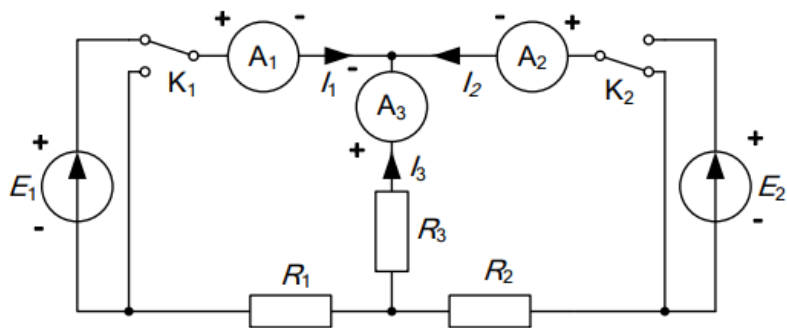 + - - +
A₁ A₂
K₁ I₁ - I₂ K₂
A₃
+ + +
E₁ I₃ E₂
- -
R₃
R₁ R₂